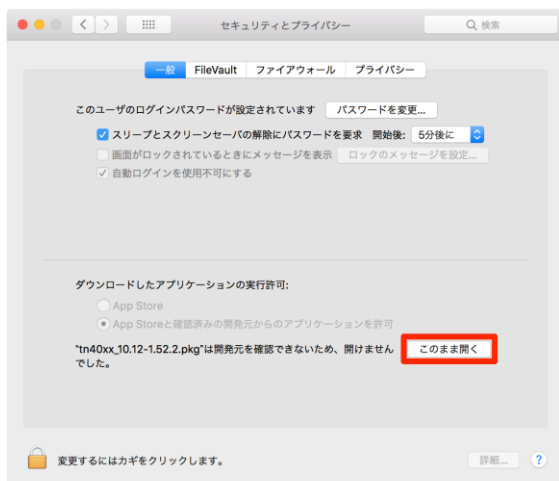 セキュリティとプライバシー
検索
一般 FileVault ファイアウォール プライバシー
このユーザのログインパスワードが設定されています パスワードを変更...
スリープとスクリーンセーバの解除にパスワードを要求 開始後: 5分後に
画面がロックされているときにメッセージを表示 ロックのメッセージを設定...
自動ログインを使用不可にする
ダウンロードしたアプリケーションの実行許可:
App Store
App Storeと確認済みの開発元からのアプリケーションを許可
"tn40xx_10.12-1.52.2.pkg"は開発元を確認できないため、開けません
でした。
このまま開く
変更するにはカギをクリックします。
詳細...
?